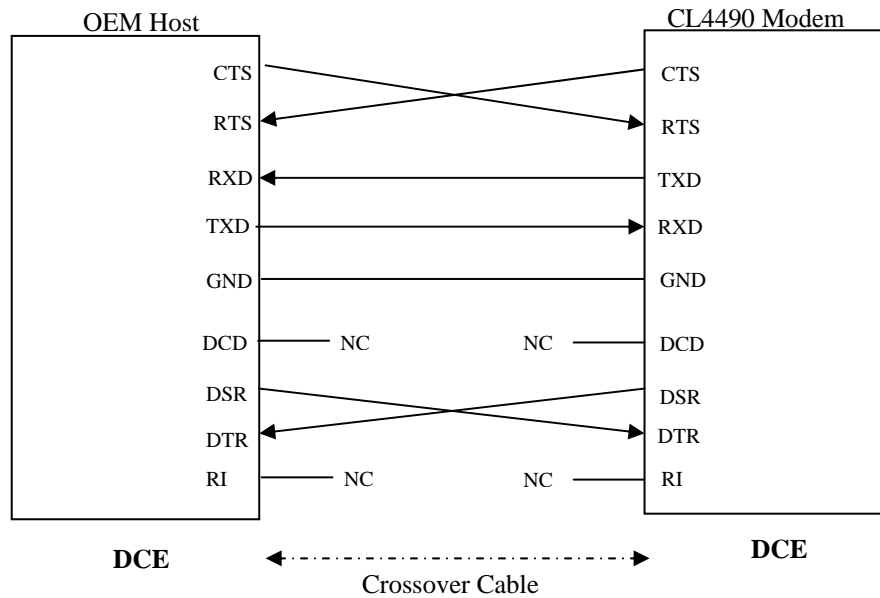 OEM Host
CL4490 Modem
CTS
CTS
RTS
RTS
RXD
TXD
TXD
RXD
GND
GND
DCD
NC
NC
DCD
DSR
DSR
DTR
DTR
RI
NC
NC
RI
DCE
DCE
Crossover Cable